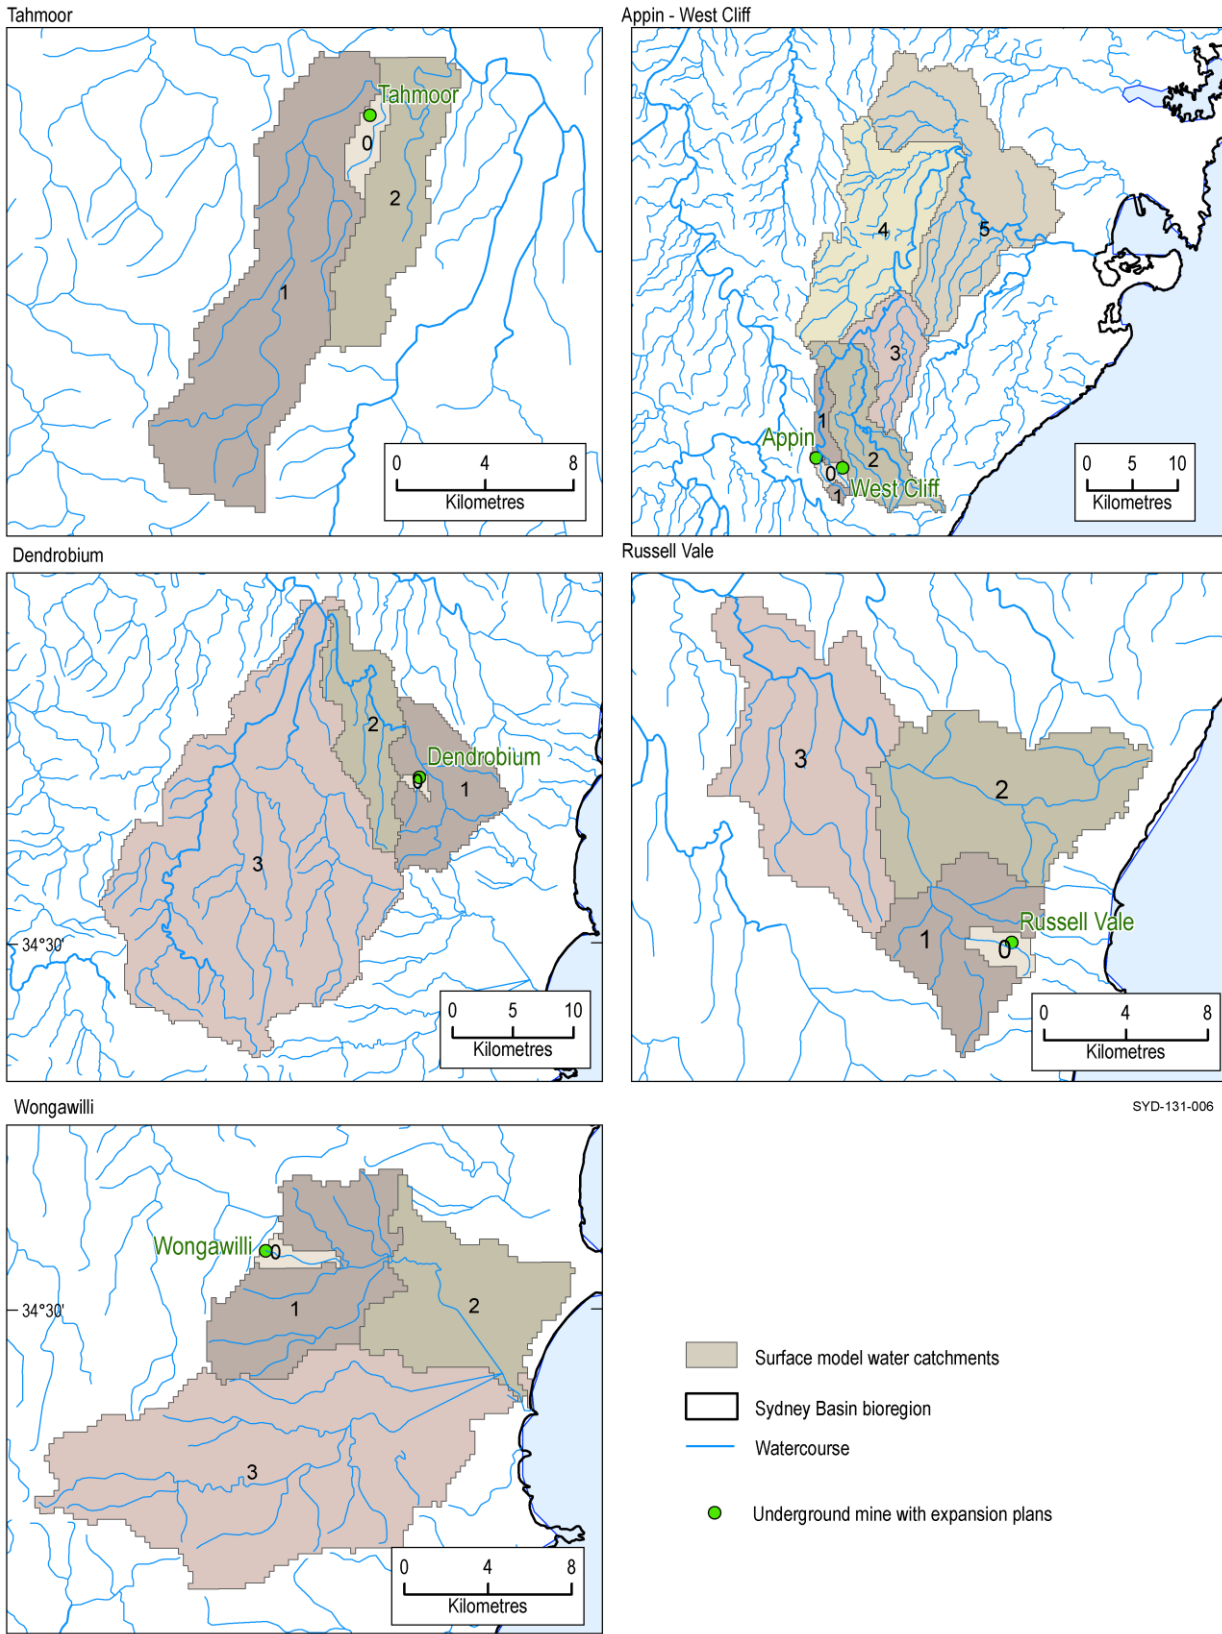 Tahmoor
Tahmoor
0
2
1
0 4 8
Kilometres
Appin - West Cliff
4
5
3
1
Appin
2
0
West Cliff
1
0 5 10
Kilometres
Dendrobium
2
Dendrobium
0
1
3
34°30'
0 5 10
Kilometres
Russell Vale
3
2
Russell Vale
1
0
0 4 8
Kilometres
SYD-131-006
Wongawilli
Wongawilli
0
34°30'
1
2
3
0 4 8
Kilometres
Surface model water catchments
Sydney Basin bioregion
Watercourse
Underground mine with expansion plans